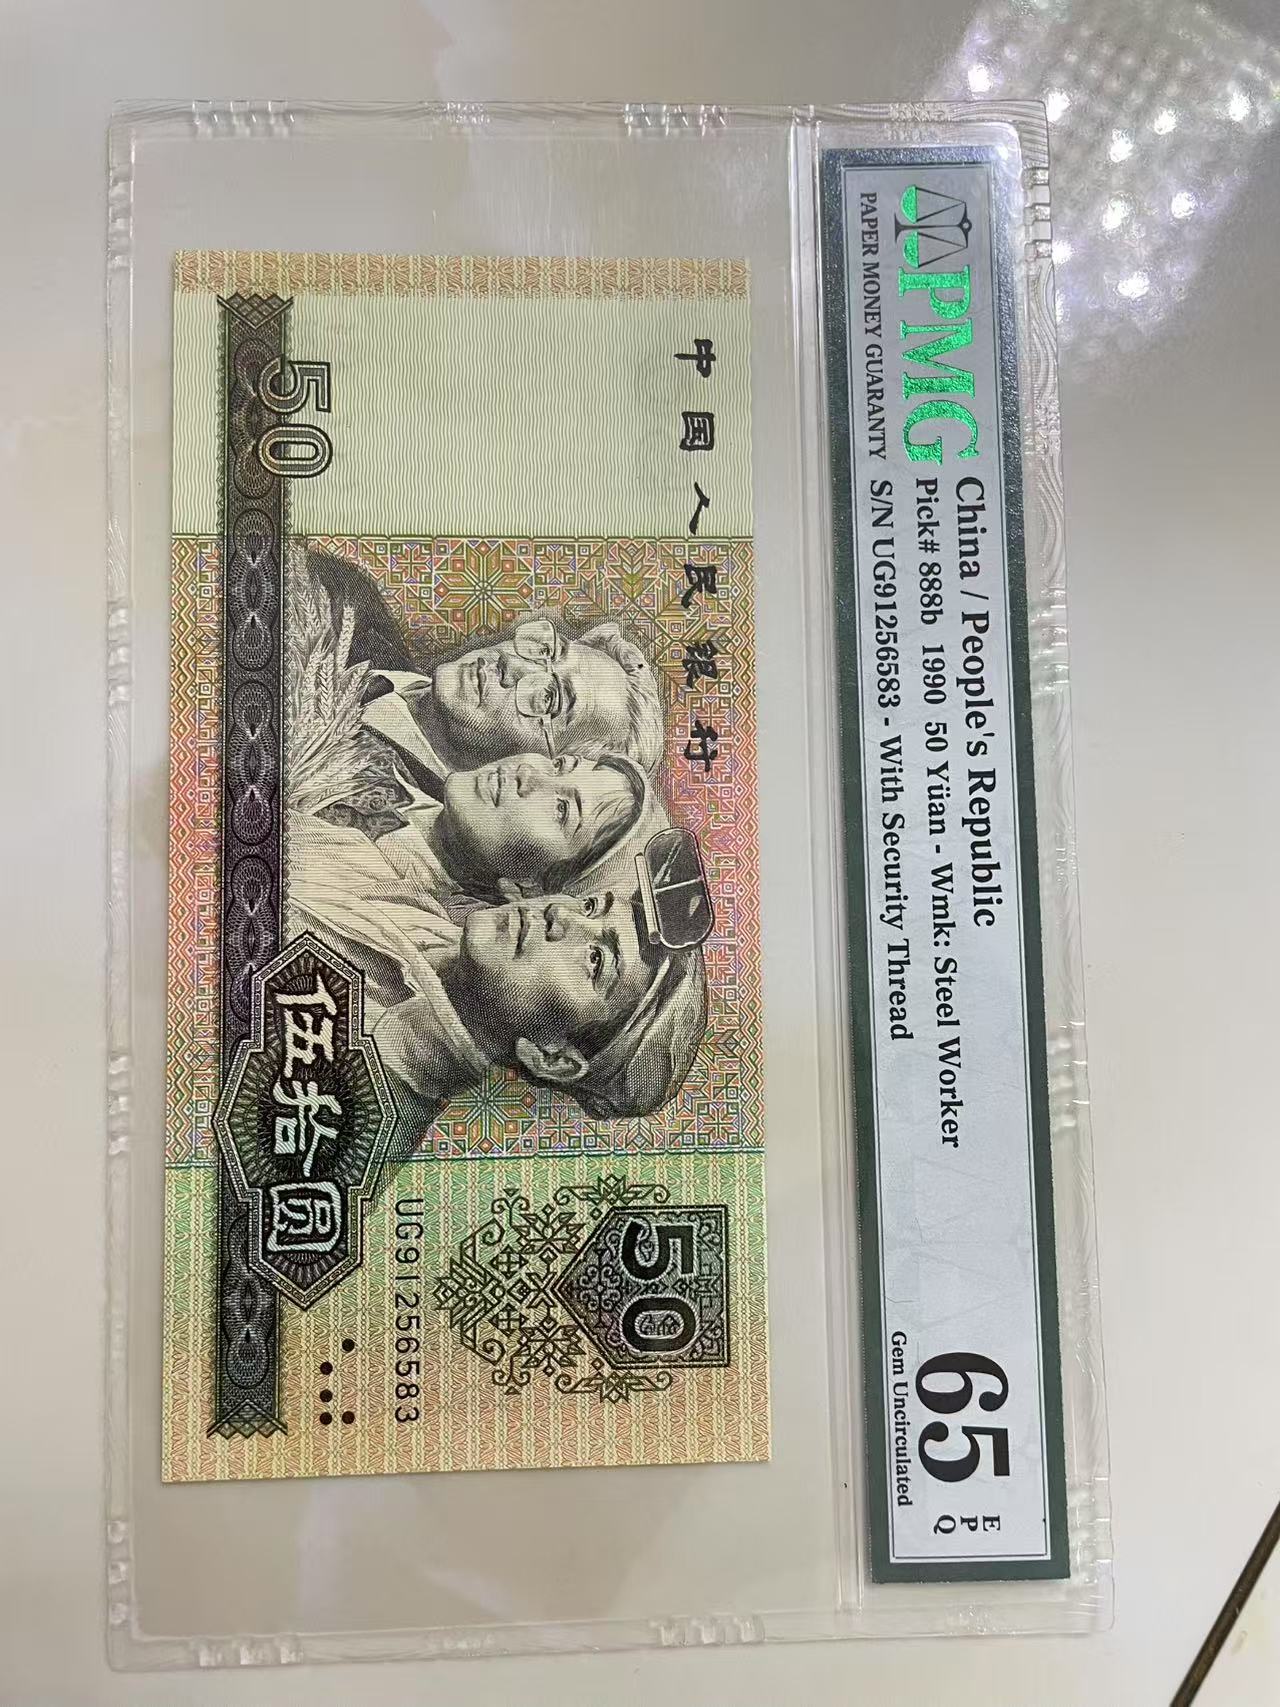 PMG
PAPER MONEY GUARANTY
China / People's Republic
Pick# 888b 1990 50 Yüan - Wmk: Steel Worker
S/N UG91256583 - With Security Thread
65
E
P
Q
Gem Uncirculated
中国人民银行
50
50
UG91256583
伍拾圆